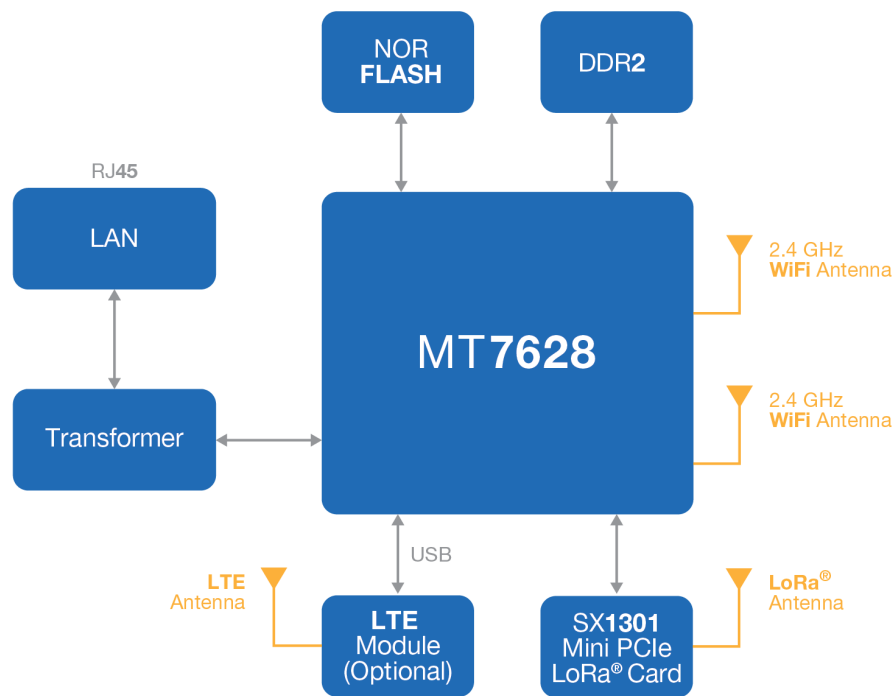 NOR
FLASH
DDR2
RJ45
LAN
2.4 GHz
WiFi Antenna
MT7628
2.4 GHz
WiFi Antenna
Transformer
USB
LTE
Antenna
LTE
Module
(Optional)
SX1301
Mini PCIe
LoRa® Card
LoRa®
Antenna